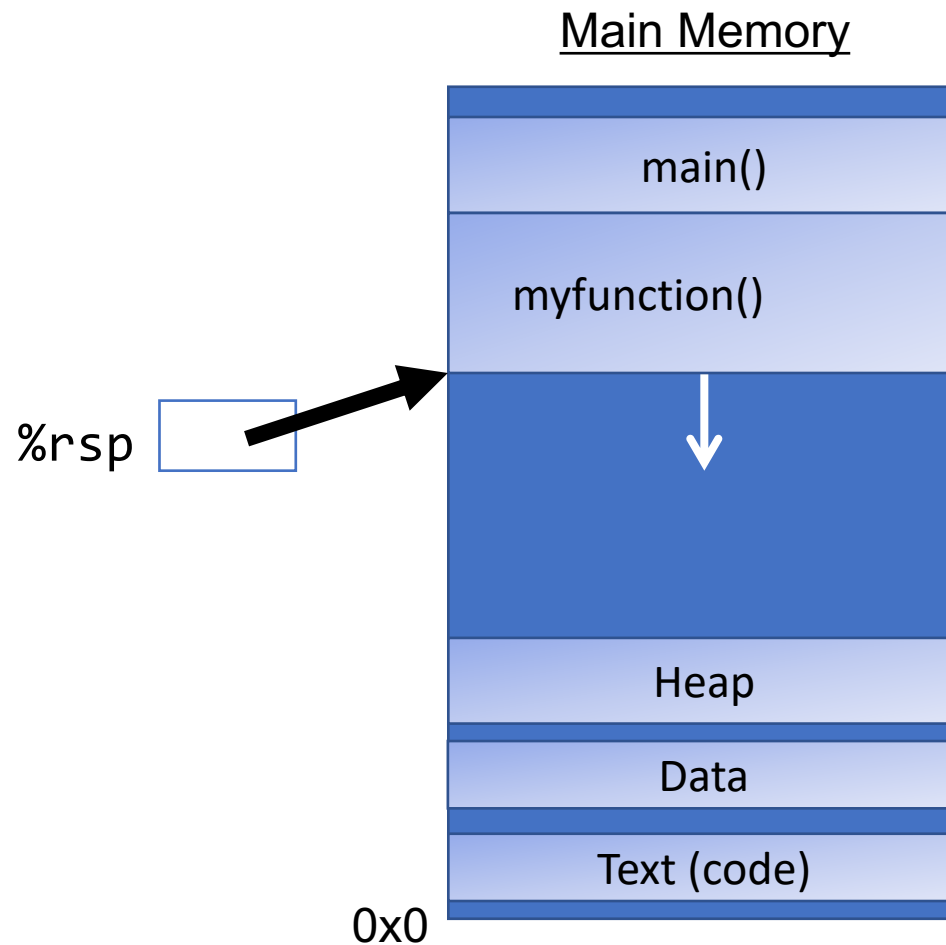 Main Memory
main()
myfunction()
%rsp
Heap
Data
Text (code)
0x0